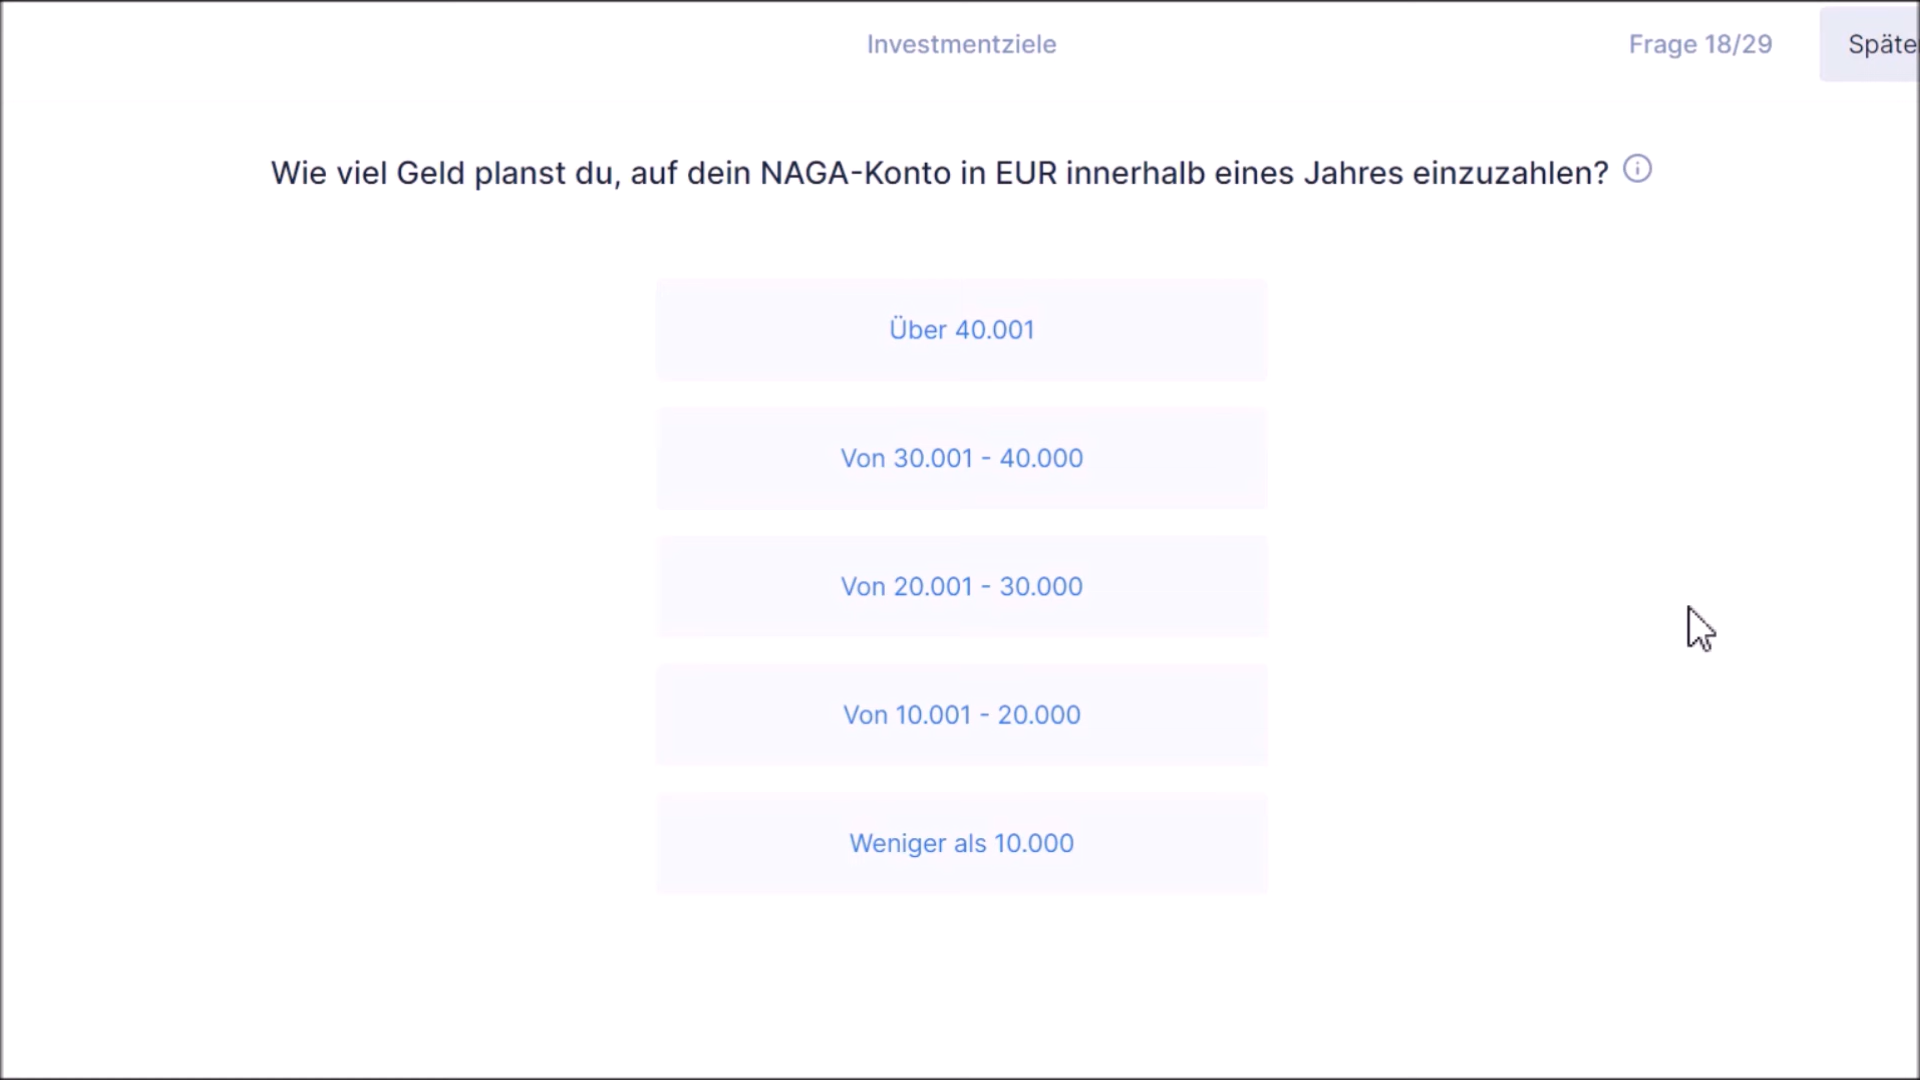 Investmentziele
Frage 18/29
Späte
Wie viel Geld planst du, auf dein NAGA-Konto in EUR innerhalb eines Jahres einzuzahlen?
Über 40.001
Von 30.001 - 40.000
Von 20.001 - 30.000
Von 10.001 - 20.000
Weniger als 10.000